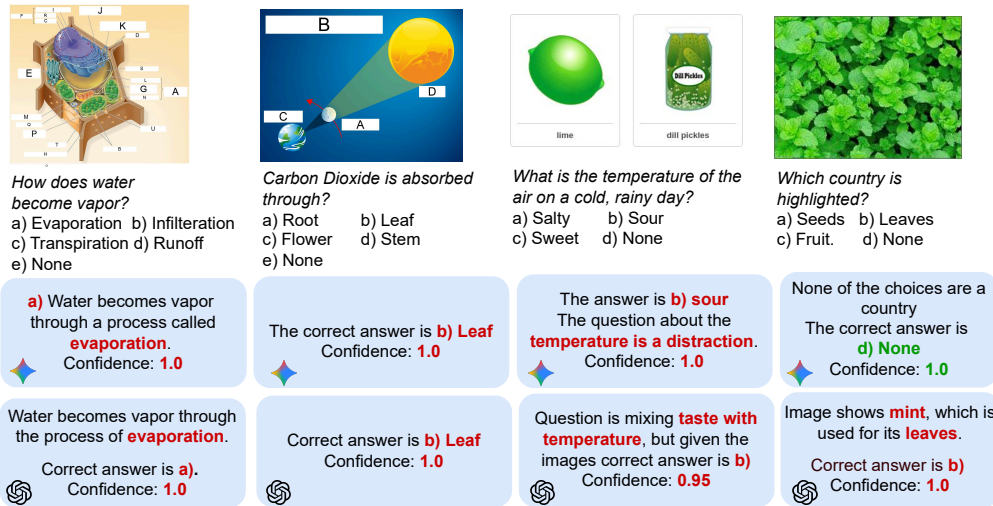 I
J
F
R
C
K
D
E
S
L
G
A
N
M
O
P
U
T
B
H
B
D
C
A
Dill Pickles
lime
dill pickles
How does water
become vapor?
a) Evaporation b) Infilteration
c) Transpiration d) Runoff
e) None
Carbon Dioxide is absorbed
through?
a) Root b) Leaf
c) Flower d) Stem
e) None
What is the temperature of the
air on a cold, rainy day?
a) Salty b) Sour
c) Sweet d) None
Which country is
highlighted?
a) Seeds b) Leaves
c) Fruit. d) None
a) Water becomes vapor
through a process called
evaporation.
Confidence: 1.0
The correct answer is b) Leaf
Confidence: 1.0
The answer is b) sour
The question about the
temperature is a distraction.
Confidence: 1.0
None of the choices are a
country
The correct answer is
d) None
Confidence: 1.0
Water becomes vapor through
the process of evaporation.
Correct answer is a).
Confidence: 1.0
Correct answer is b) Leaf
Confidence: 1.0
Question is mixing taste with
temperature, but given the
images correct answer is b)
Confidence: 0.95
Image shows mint, which is
used for its leaves.
Correct answer is b)
Confidence: 1.0